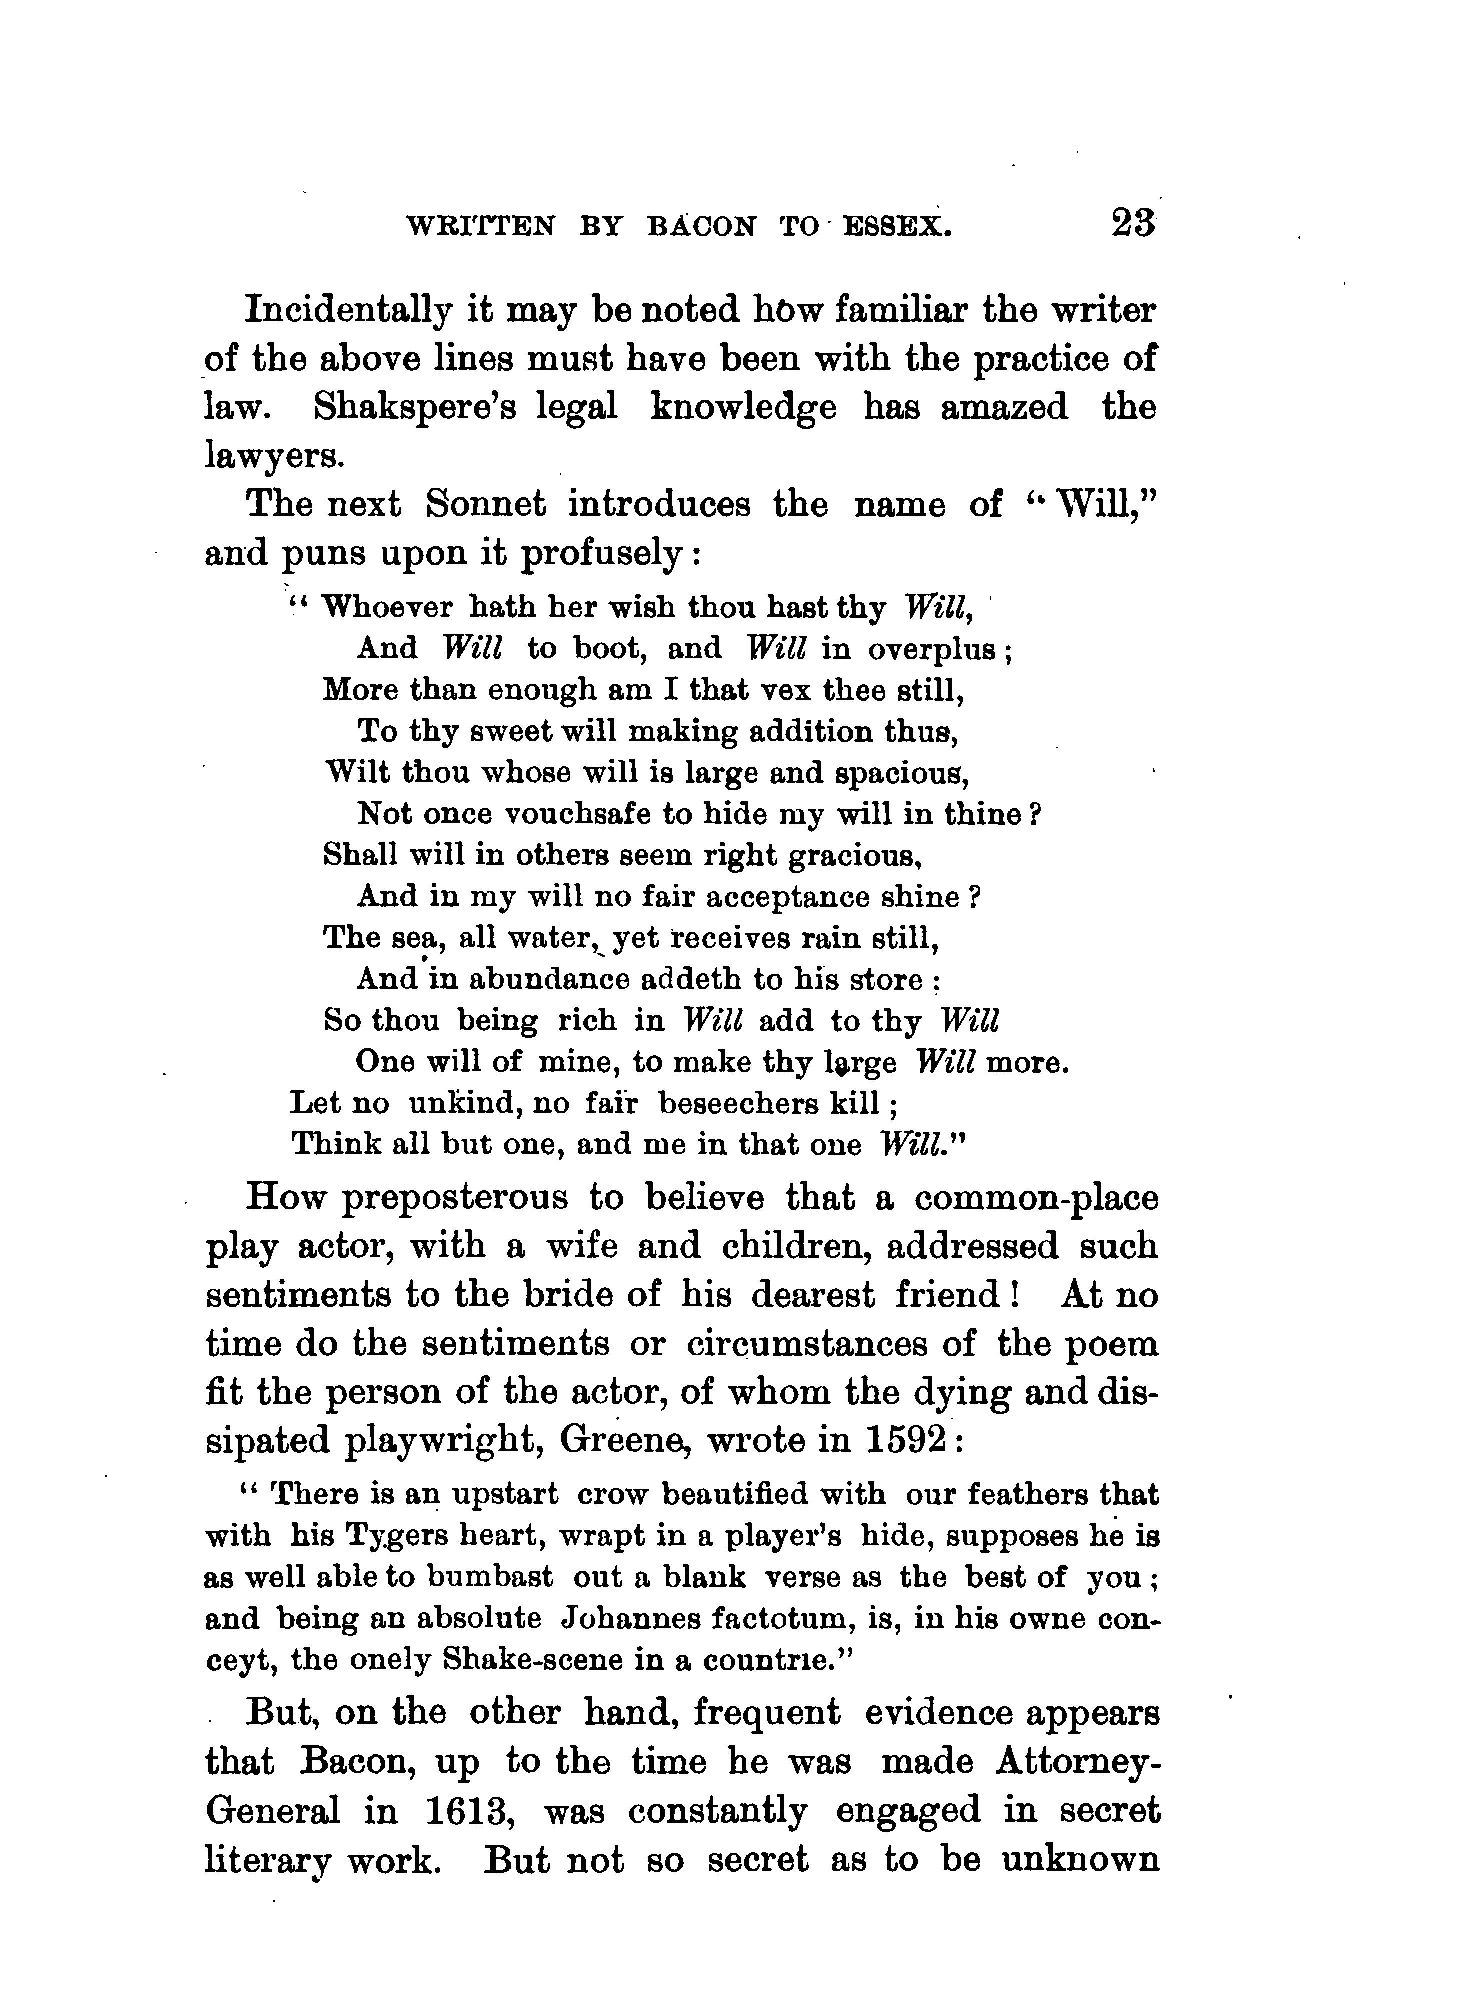 WRITTEN BY BACON TO ESSEX. 23
Incidentally it may be noted how familiar the writer
of the above lines must have been with the practice of
law. Shakspere's legal knowledge has amazed the
lawyers.
The next Sonnet introduces the name of “Will,”
and puns upon it profusely :
“ Whoever hath her wish thou hast thy Will,
And Will to boot, and Will in overplus ;
More than enough am I that vex thee still,
To thy sweet will making addition thus,
Wilt thou whose will is large and spacious,
Not once vouchsafe to hide my will in thine ?
Shall will in others seem right gracious,
And in my will no fair acceptance shine ?
The sea, all water, yet receives rain still,
And in abundance addeth to his store :
So thou being rich in Will add to thy Will
One will of mine, to make thy large Will more.
Let no unkind, no fair beseechers kill ;
Think all but one, and me in that one Will.”
How preposterous to believe that a common-place
play actor, with a wife and children, addressed such
sentiments to the bride of his dearest friend ! At no
time do the sentiments or circumstances of the poem
fit the person of the actor, of whom the dying and dis-
sipated playwright, Greene, wrote in 1592 :
“ There is an upstart crow beautified with our feathers that
with his Tygers heart, wrapt in a player's hide, supposes he is
as well able to bumbast out a blank verse as the best of you ;
and being an absolute Johannes factotum, is, in his owne con-
ceyt, the onely Shake-scene in a countrie.”
But, on the other hand, frequent evidence appears
that Bacon, up to the time he was made Attorney-
General in 1613, was constantly engaged in secret
literary work. But not so secret as to be unknown